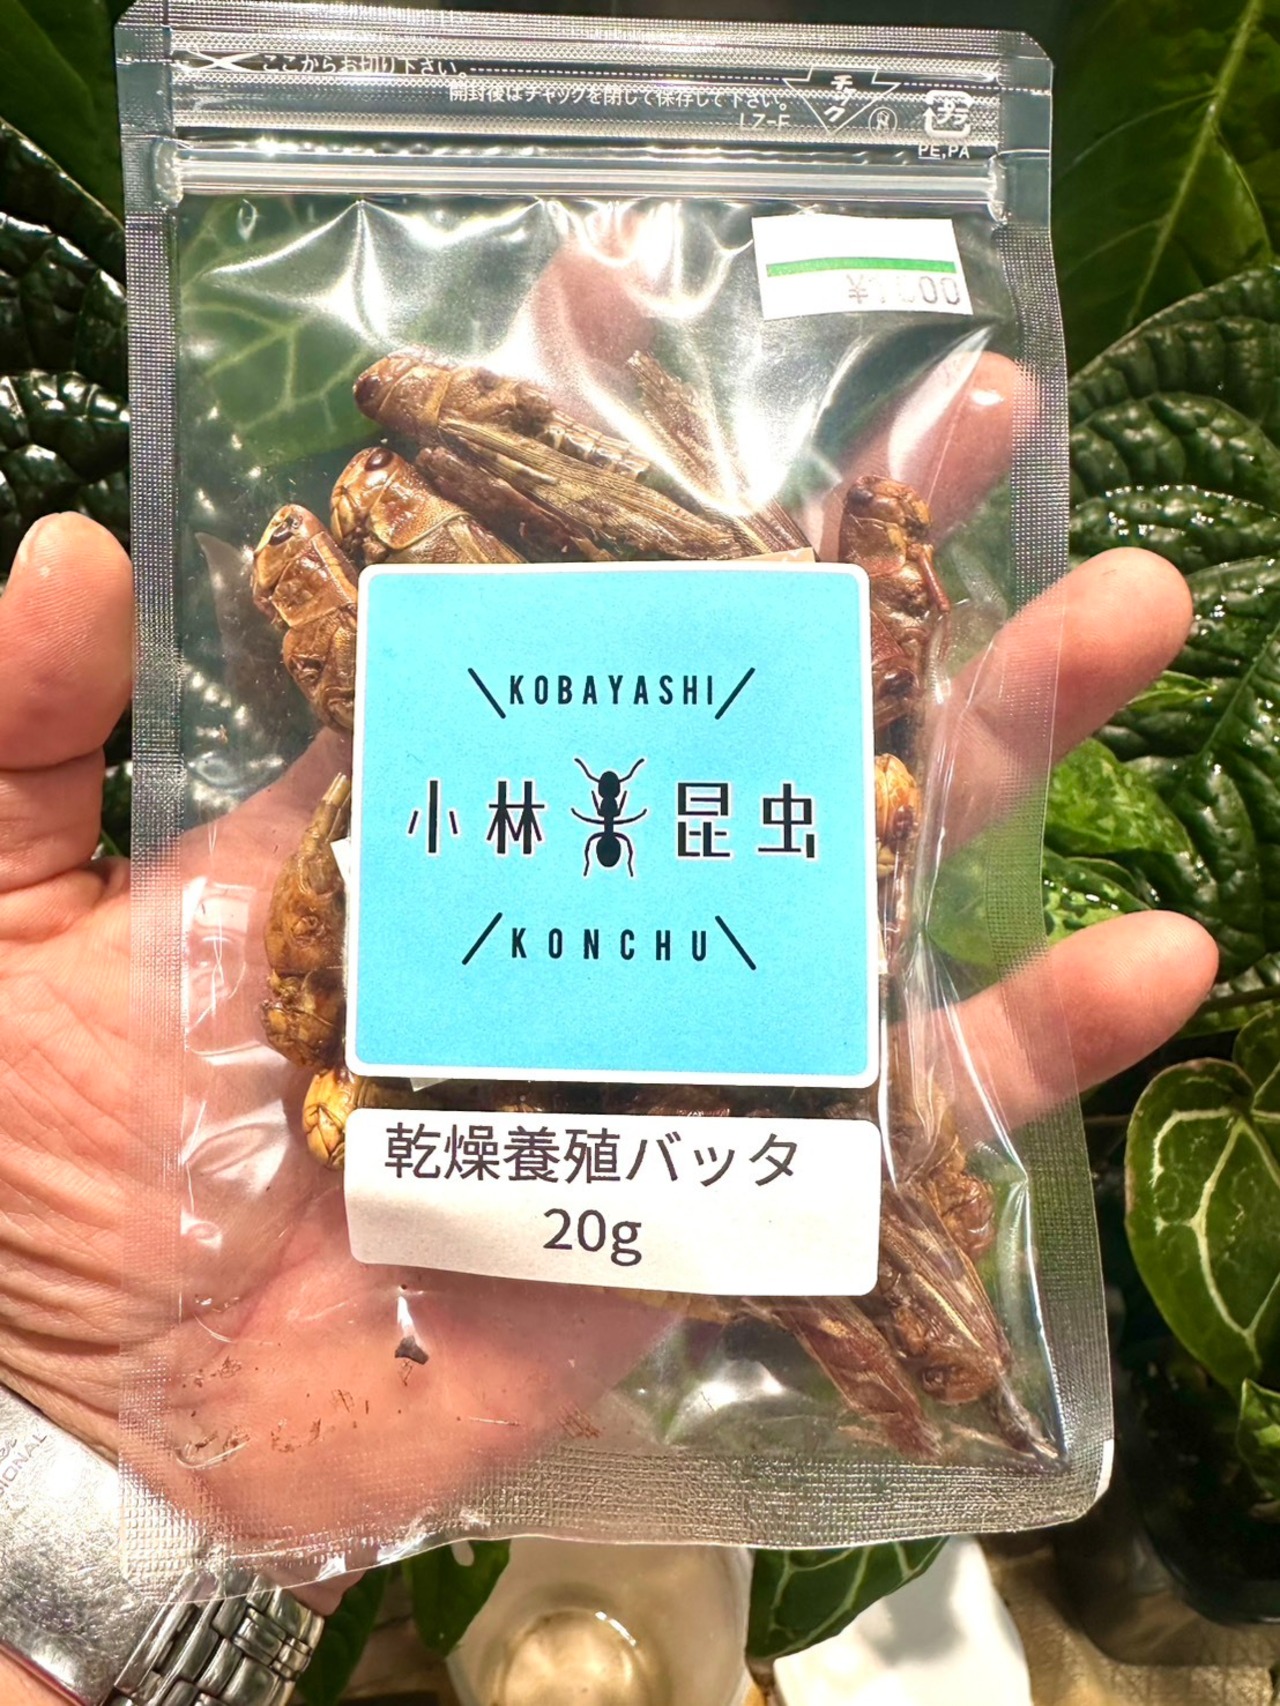 ここからお切り下さい。
開封後はチャックを閉じて保存して下さい。
チャック
LZ-F
プラ
PE,PA
KOBAYASHI
小林昆虫
KONCHU
乾燥養殖バッタ
20g